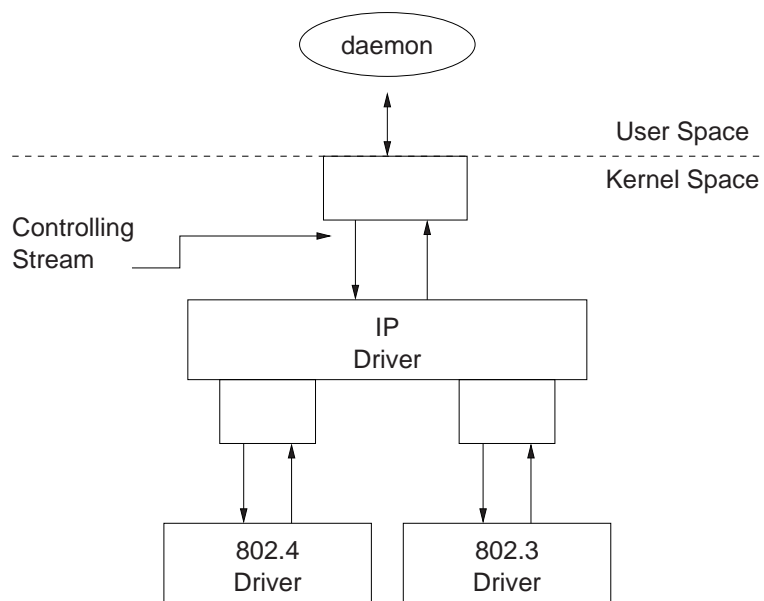 daemon
User Space
Kernel Space
Controlling
Stream
IP
Driver
802.4
Driver
802.3
Driver